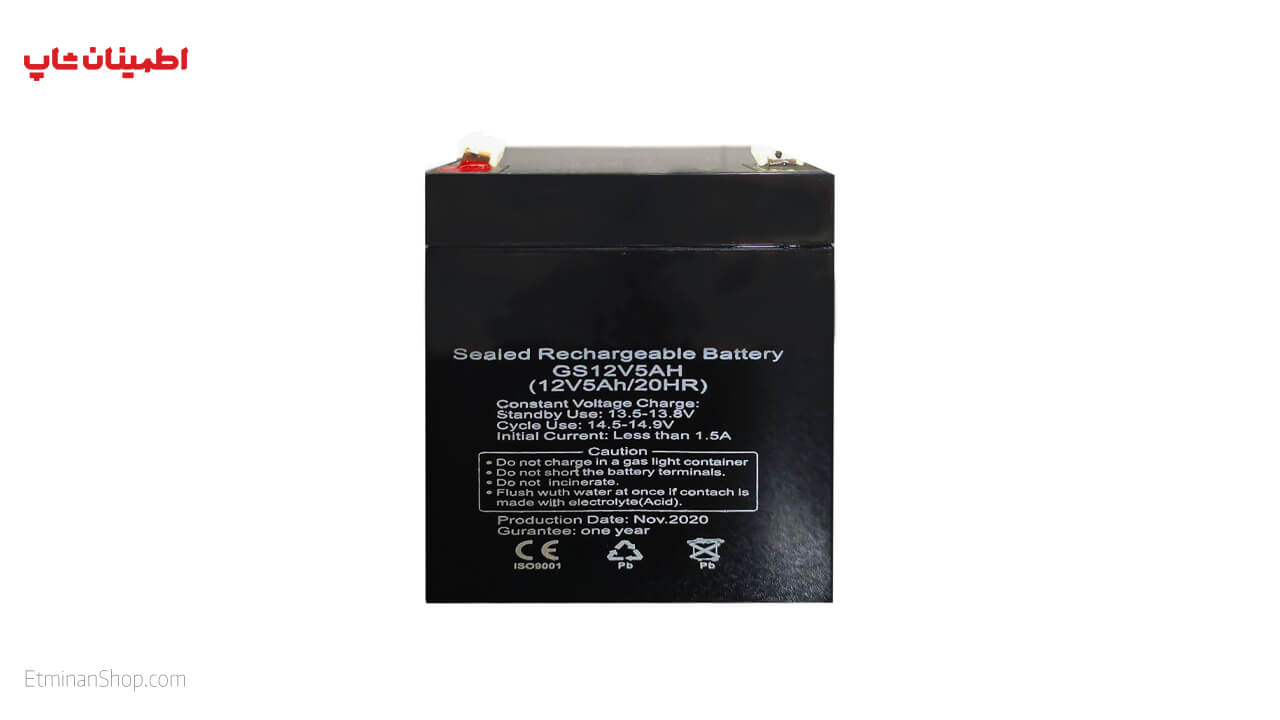 اطمینان شاپ
Sealed Rechargeable Battery
GS12V5AH
(12V5Ah/20HR)
Constant Voltage Charge:
Standby Use: 13.5-13.8V
Cycle Use: 14.5-14.9V
Initial Current: Less than 1.5A
Caution
• Do not charge in a gas light container
• Do not short the battery terminals.
• Do not incinerate.
• Flush wuth water at once if contach is
made with electrolyte(Acid).
Production Date: Nov.2020
Gurantee: one year
CE
ISO9001
Pb
Pb
EtminanShop.com